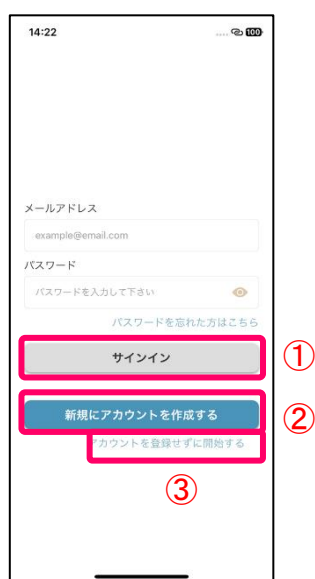 14:22 100
メールアドレス
example@email.com
パスワード
パスワードを入力して下さい
パスワードを忘れた方はこちら
サインイン
①
新規にアカウントを作成する
②
アカウントを登録せずに開始する
③